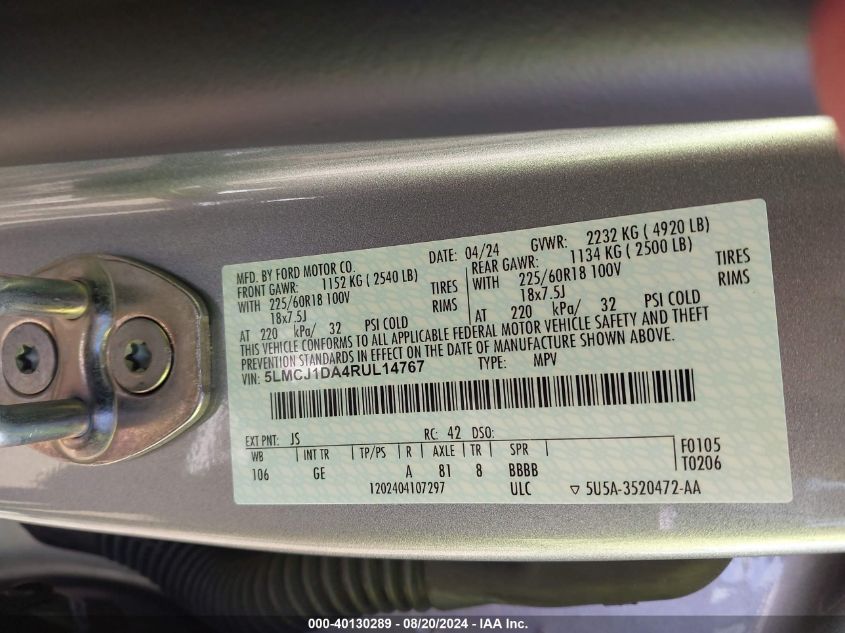 MFD. BY FORD MOTOR CO. DATE: 04/24 GVWR: 2232 KG ( 4920 LB)
FRONT GAWR: 1152 KG ( 2540 LB) REAR GAWR: 1134 KG ( 2500 LB)
WITH 225/60R18 100V TIRES WITH 225/60R18 100V TIRES
18x7.5J RIMS 18x7.5J RIMS
AT 220 kPa/ 32 PSI COLD AT 220 kPa/ 32 PSI COLD
THIS VEHICLE CONFORMS TO ALL APPLICABLE FEDERAL MOTOR VEHICLE SAFETY AND THEFT
PREVENTION STANDARDS IN EFFECT ON THE DATE OF MANUFACTURE SHOWN ABOVE.
VIN: 5LMCJ1DA4RUL14767 TYPE: MPV
EXT PNT: JS RC: 42 DSO: F0105
WB INT TR TP/PS R AXLE TR SPR T0206
106 GE A 81 8 BBBB
1202404107297 ULC ▽ 5U5A-3520472-AA
000-40130289 - 08/20/2024 - IAAI Inc.